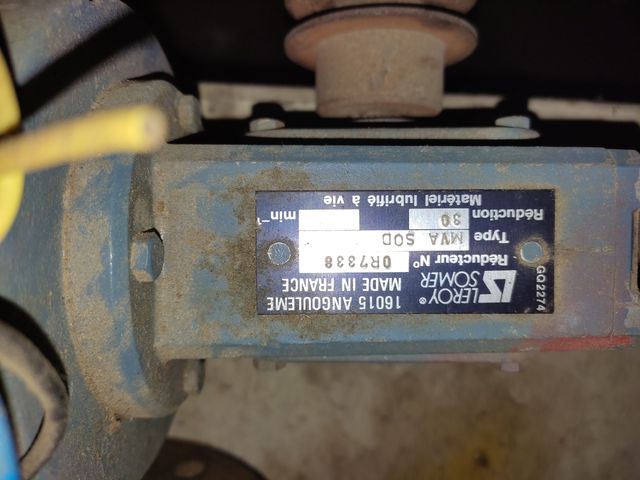 LEROY®
SOMER
16015 ANGOULEME
MADE IN FRANCE
Réducteur N° 0R7338
Type MVA 50D
Réduction 30 min⁻¹
Matériel lubrifié à vie
GQ2274